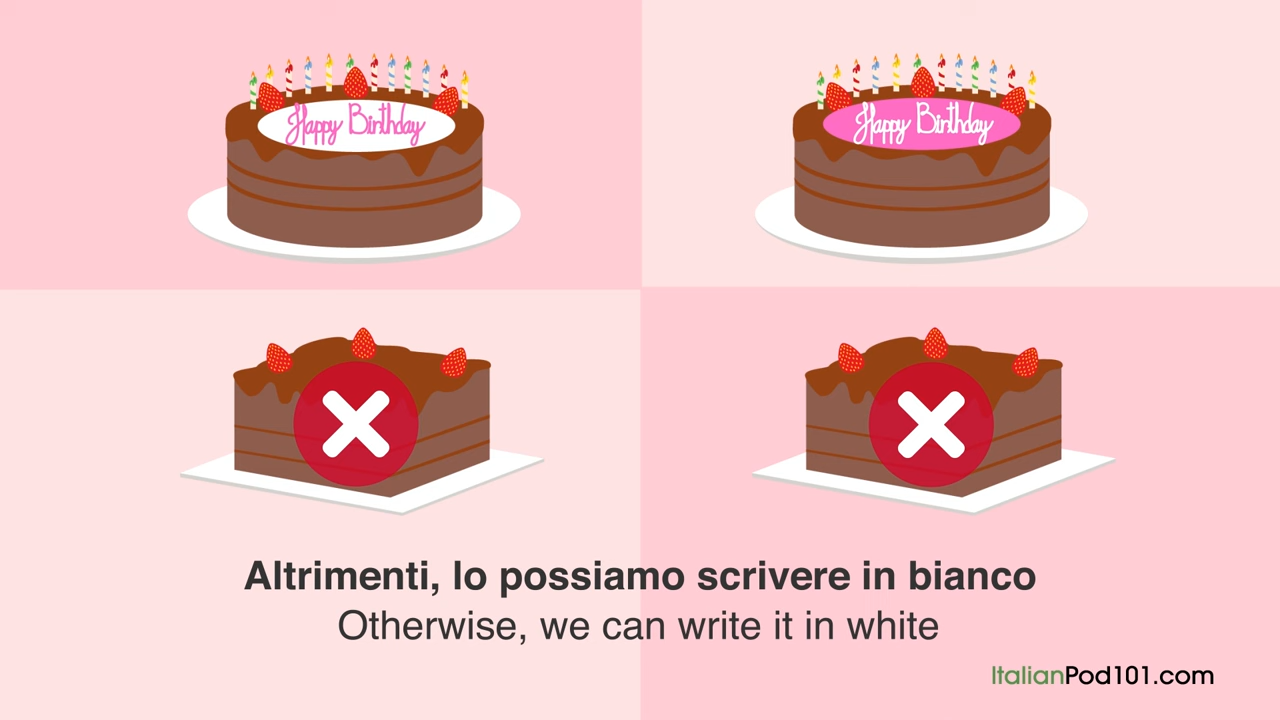 Happy Birthday
Happy Birthday
Altrimenti, lo possiamo scrivere in bianco
Otherwise, we can write it in white
ItalianPod101.com